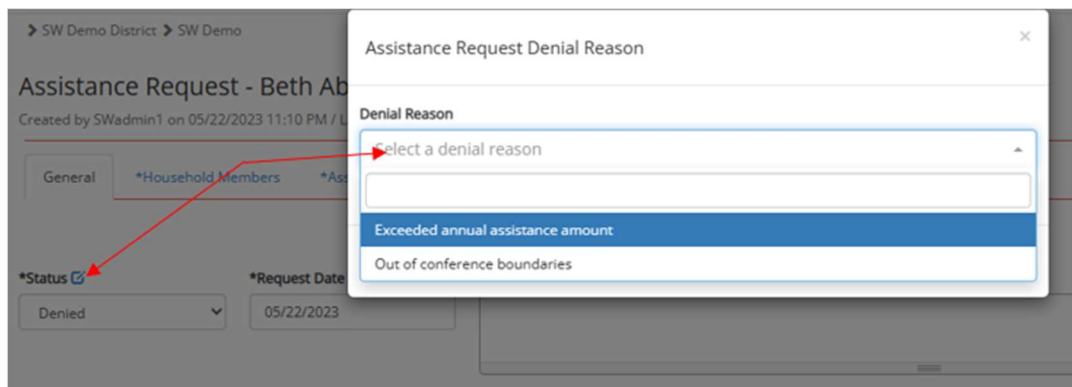 SW Demo District SW Demo
Assistance Request - Beth Ab
Created by SWadmin1 on 05/22/2023 11:10 PM / L
General *Household Members *Ass
*Status *Request Date
Denied 05/22/2023
Assistance Request Denial Reason
×
Denial Reason
Select a denial reason
Exceeded annual assistance amount
Out of conference boundaries